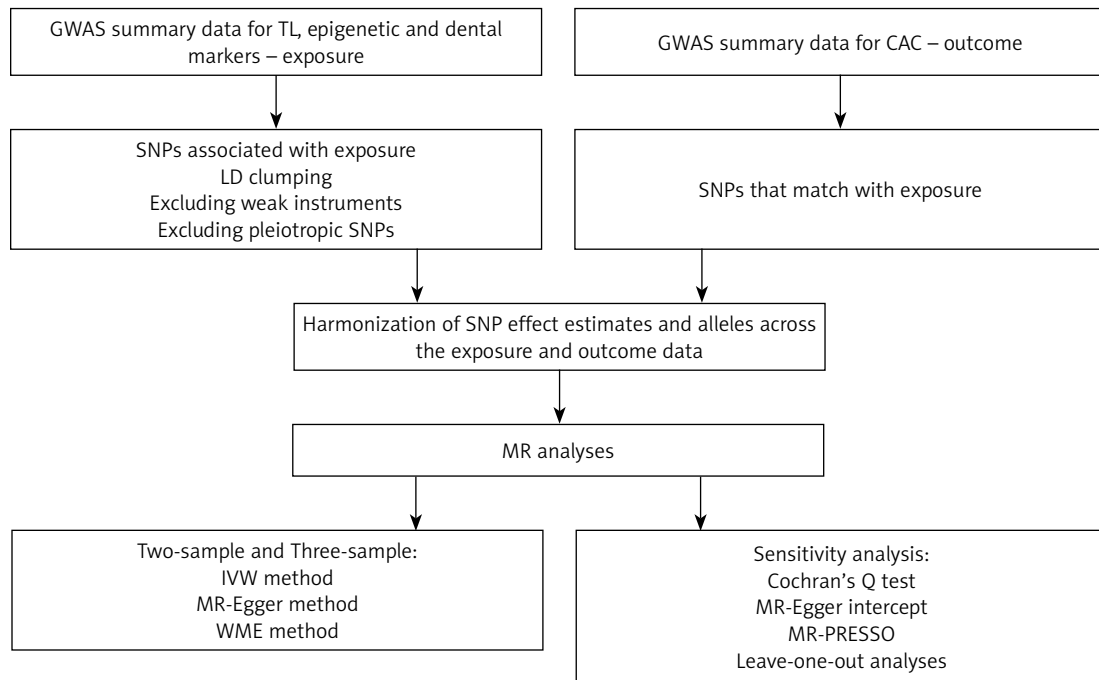 GWAS summary data for TL, epigenetic and dental
markers – exposure
GWAS summary data for CAC – outcome
SNPs associated with exposure
LD clumping
Excluding weak instruments
Excluding pleiotropic SNPs
SNPs that match with exposure
Harmonization of SNP effect estimates and alleles across
the exposure and outcome data
MR analyses
Two-sample and Three-sample:
IVW method
MR-Egger method
WME method
Sensitivity analysis:
Cochran’s Q test
MR-Egger intercept
MR-PRESSO
Leave-one-out analyses